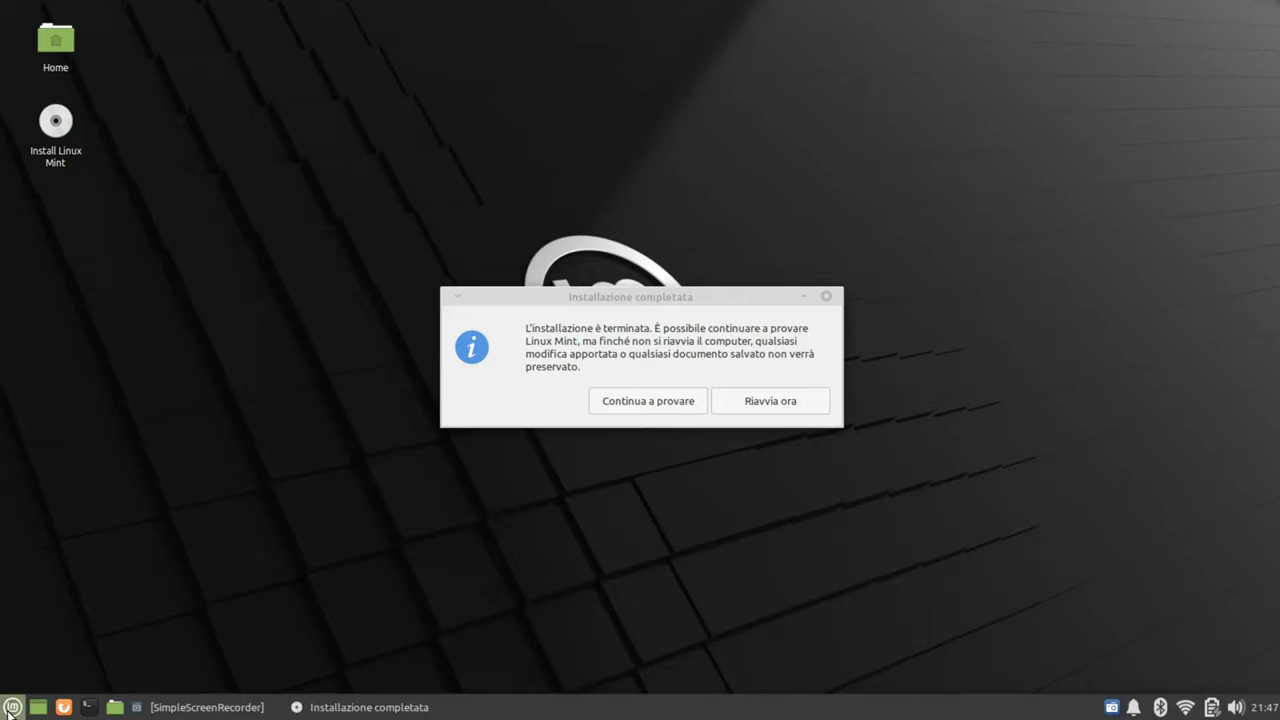 Home
Install Linux
Mint
Installazione completata
L'installazione è terminata. È possibile continuare a provare
Linux Mint, ma finché non si riavvia il computer, qualsiasi
modifica apportata o qualsiasi documento salvato non verrà
preservato.
Continua a provare
Riavvia ora
[SimpleScreenRecorder]
Installazione completata
21:47